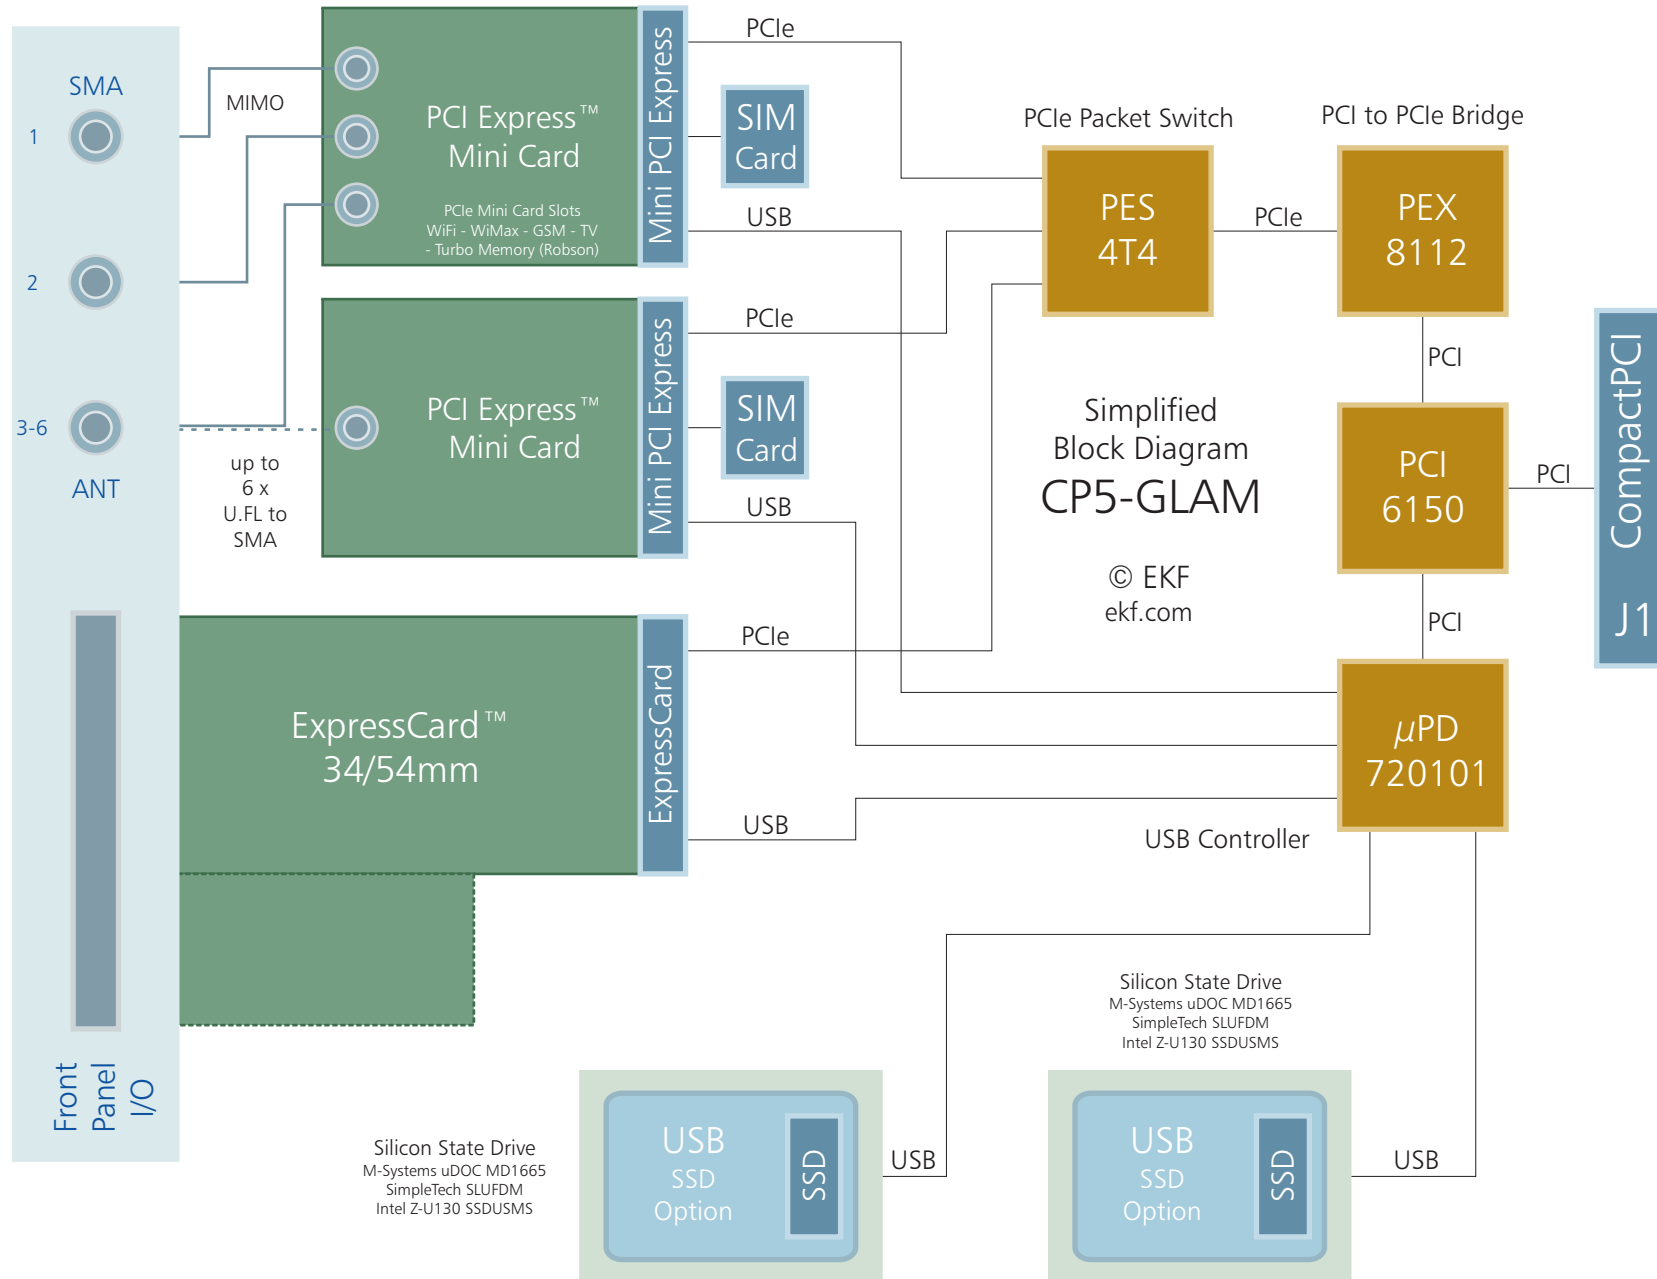 SMA
1
2
3-6
ANT
Front
Panel
I/O
MIMO
up to
6 x
U.FL to
SMA
PCI Express™
Mini Card
PCIe Mini Card Slots
WiFi - WiMax - GSM - TV
- Turbo Memory (Robson)
Mini PCI Express
PCIe
SIM
Card
USB
PCI Express™
Mini Card
Mini PCI Express
PCIe
SIM
Card
USB
ExpressCard™
34/54mm
ExpressCard
PCIe
USB
PCIe Packet Switch
PES
4T4
PCIe
PCI to PCIe Bridge
PEX
8112
PCI
PCI
6150
PCI
CompactPCI
J1
PCI
µPD
720101
USB Controller
Simplified
Block Diagram
CP5-GLAM
© EKF
ekf.com
Silicon State Drive
M-Systems uDOC MD1665
SimpleTech SLUFDM
Intel Z-U130 SSDUSMS
USB
SSD
Option
SSD
USB
Silicon State Drive
M-Systems uDOC MD1665
SimpleTech SLUFDM
Intel Z-U130 SSDUSMS
USB
SSD
Option
SSD
USB